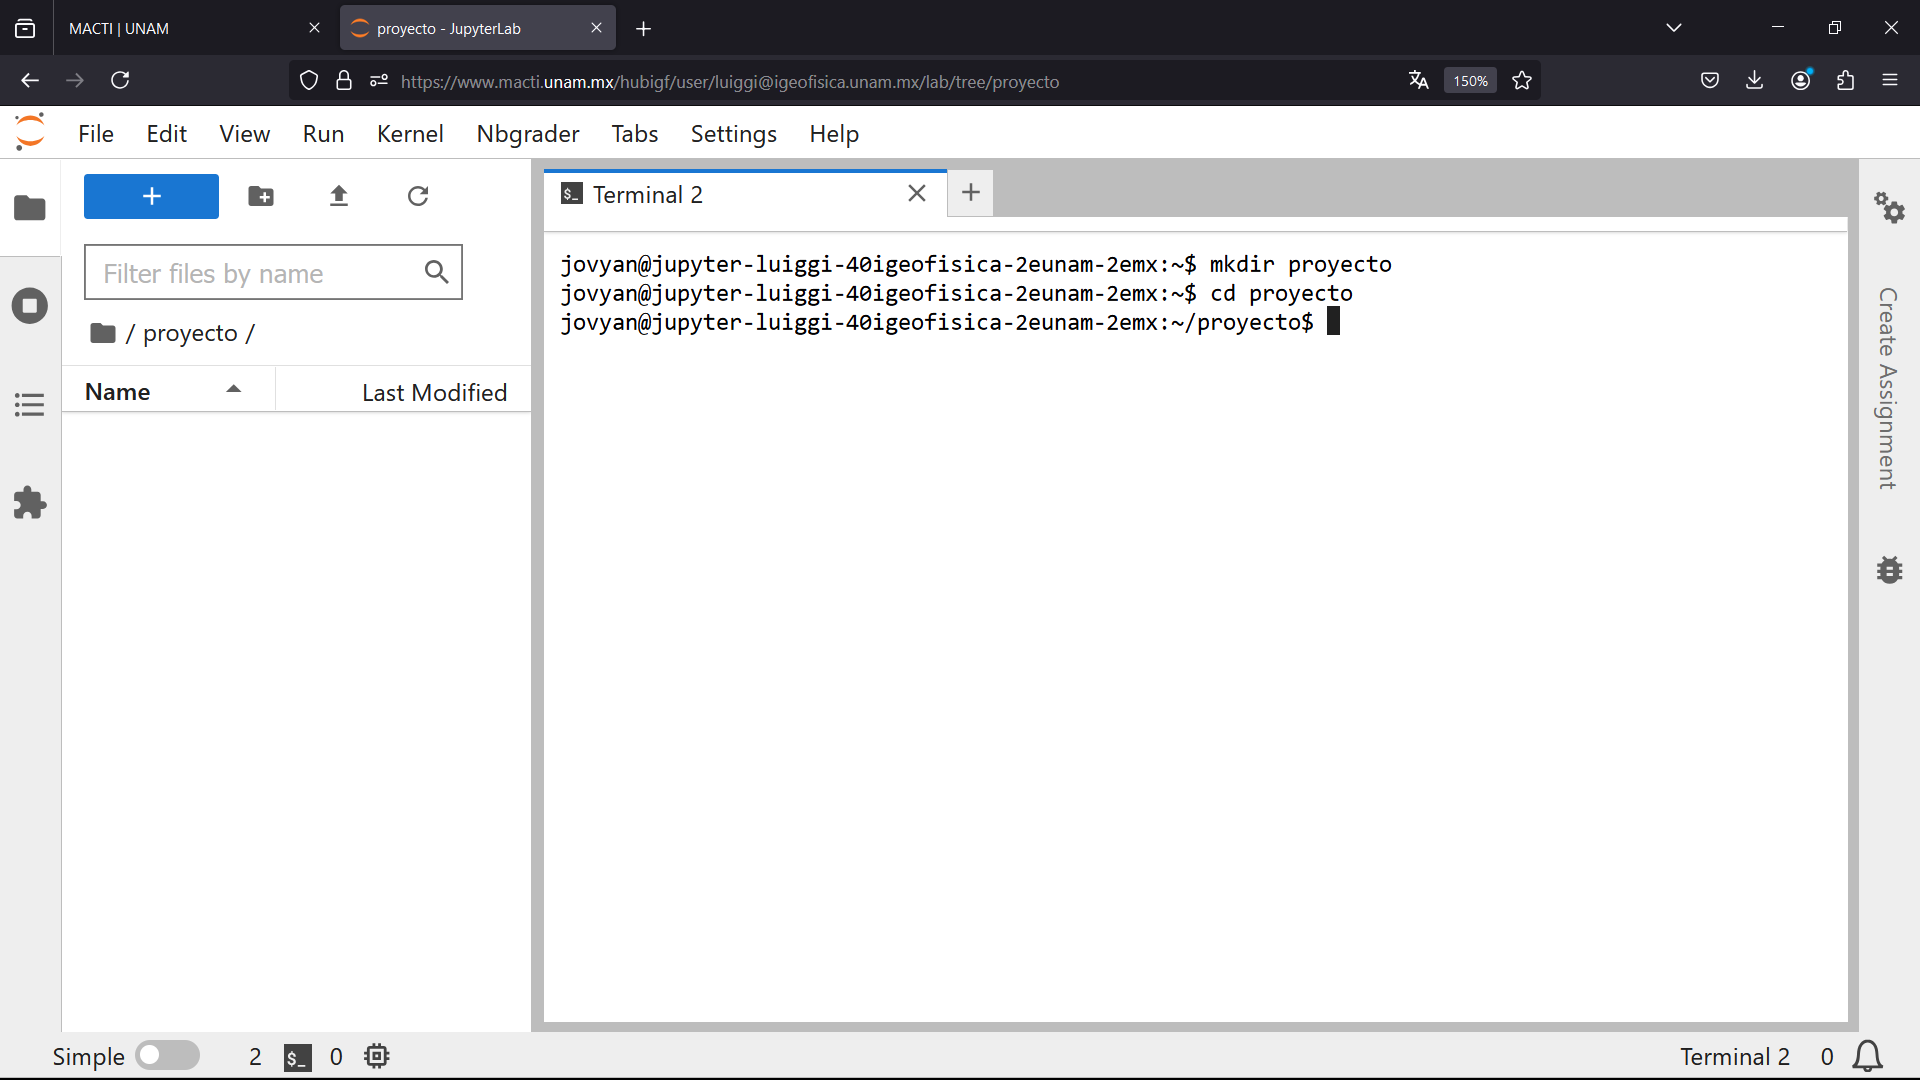 MACTI | UNAM
proyecto - JupyterLab
https://www.macti.unam.mx/hubigf/user/luiggi@igeofisica.unam.mx/lab/tree/proyecto
150%
File Edit View Run Kernel Nbgrader Tabs Settings Help
Filter files by name
/ proyecto /
Name
Last Modified
Terminal 2
jovyan@jupyter-luiggi-40igeofisica-2eunam-2emx:~$ mkdir proyecto
jovyan@jupyter-luiggi-40igeofisica-2eunam-2emx:~$ cd proyecto
jovyan@jupyter-luiggi-40igeofisica-2eunam-2emx:~/proyecto$
Create Assignment
Simple
2
$_
0
Terminal 2
0